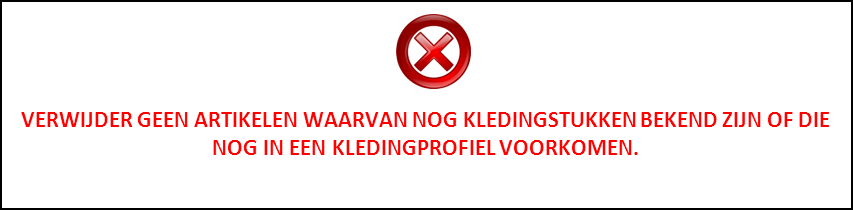 VERWIJDER GEEN ARTIKELEN WAARVAN NOG KLEDINGSTUKKEN BEKEND ZIJN OF DIE
NOG IN EEN KLEDINGPROFIEL VOORKOMEN.